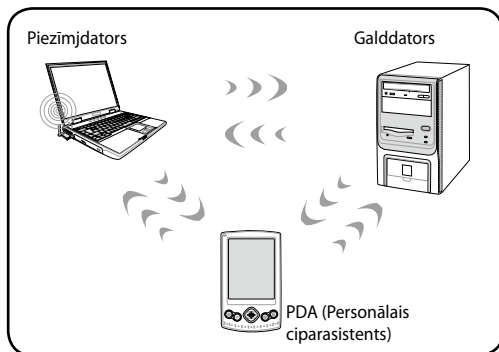 Piezīmjdators
Galddators
PDA (Personālais
ciparasistents)